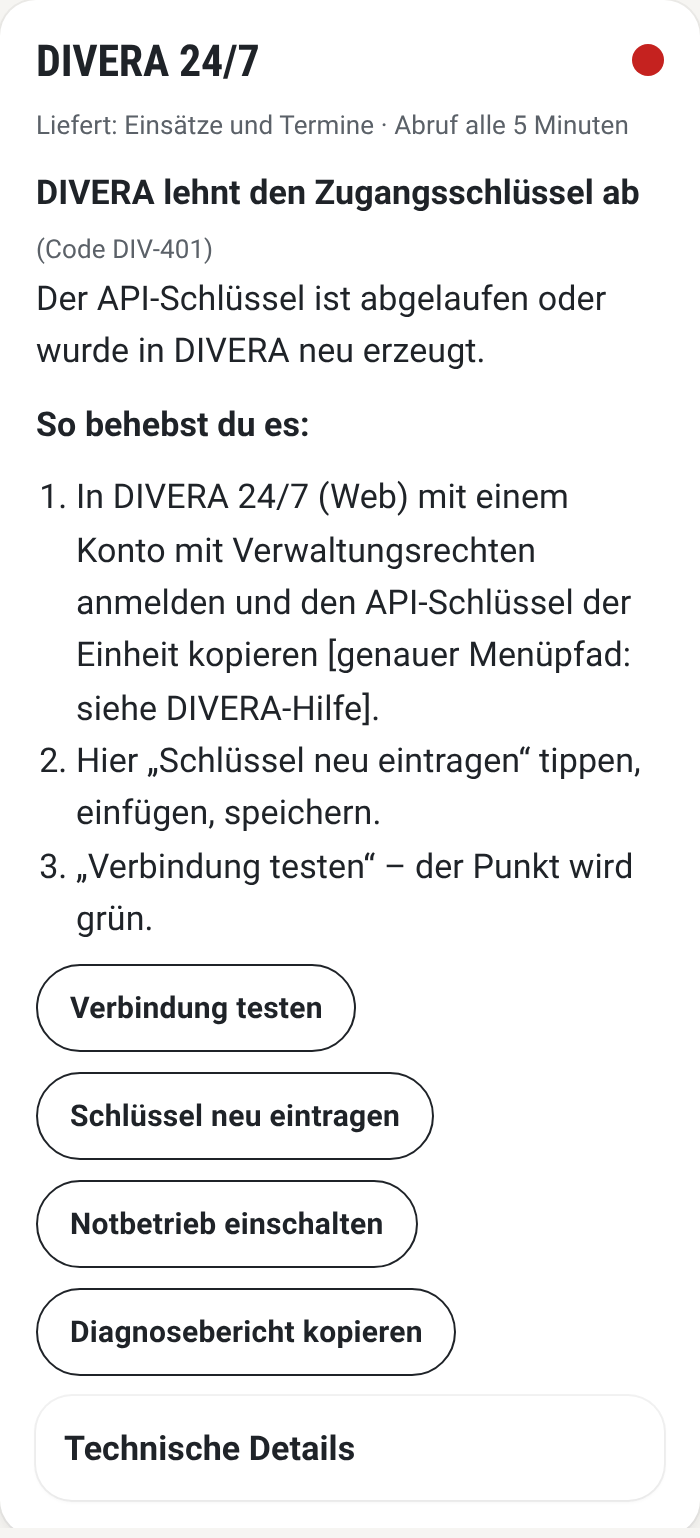 DIVERA 24/7
Liefert: Einsätze und Termine · Abruf alle 5 Minuten
DIVERA lehnt den Zugangsschlüssel ab
(Code DIV-401)
Der API-Schlüssel ist abgelaufen oder
wurde in DIVERA neu erzeugt.
So behebst du es:
1. In DIVERA 24/7 (Web) mit einem
Konto mit Verwaltungsrechten
anmelden und den API-Schlüssel der
Einheit kopieren [genauer Menüpfad:
siehe DIVERA-Hilfe].
2. Hier „Schlüssel neu eintragen“ tippen,
einfügen, speichern.
3. „Verbindung testen“ – der Punkt wird
grün.
Verbindung testen
Schlüssel neu eintragen
Notbetrieb einschalten
Diagnosebericht kopieren
Technische Details